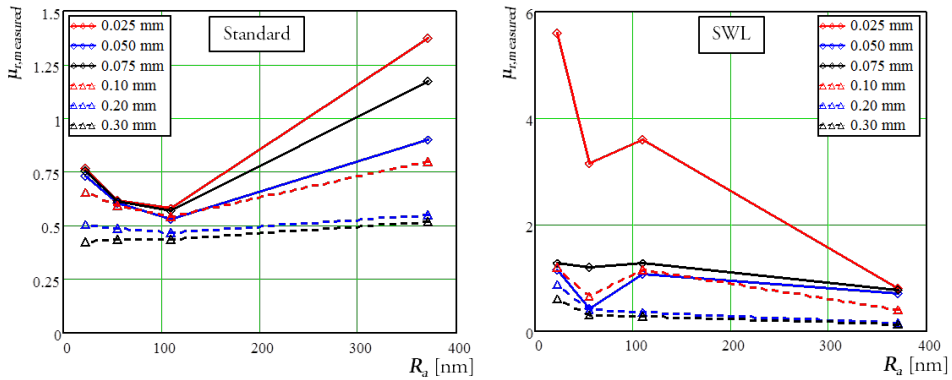 μr,measured
1.5
1.25
1
0.75
0.5
0.25
0
0.025 mm
0.050 mm
0.075 mm
0.10 mm
0.20 mm
0.30 mm
Standard
0 100 200 300 400
Ra [nm]
μr,measured
6
4
2
0
SWL
0.025 mm
0.050 mm
0.075 mm
0.10 mm
0.20 mm
0.30 mm
0 100 200 300 400
Ra [nm]